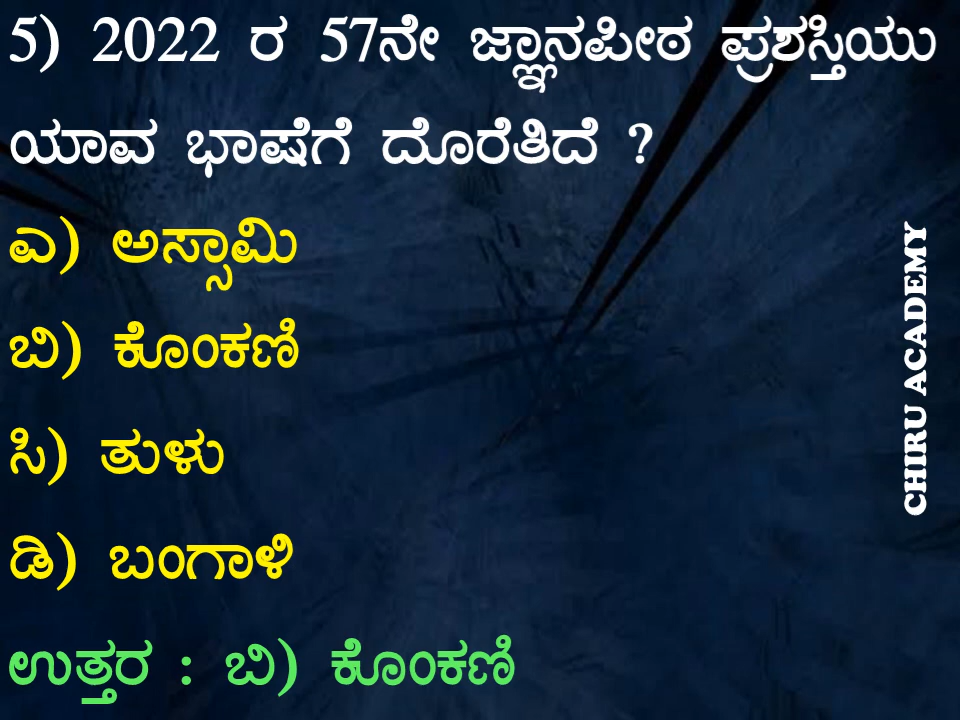 5) 2022 ರ 57ನೇ ಜ್ಞಾನಪೀಠ ಪ್ರಶಸ್ತಿಯು
ಯಾವ ಭಾಷೆಗೆ ದೊರೆತಿದೆ ?
ಎ) ಅಸ್ಸಾಮಿ
ಬಿ) ಕೊಂಕಣಿ
ಸಿ) ತುಳು
ಡಿ) ಬಂಗಾಳಿ
ಉತ್ತರ : ಬಿ) ಕೊಂಕಣಿ
CHIRU ACADEMY